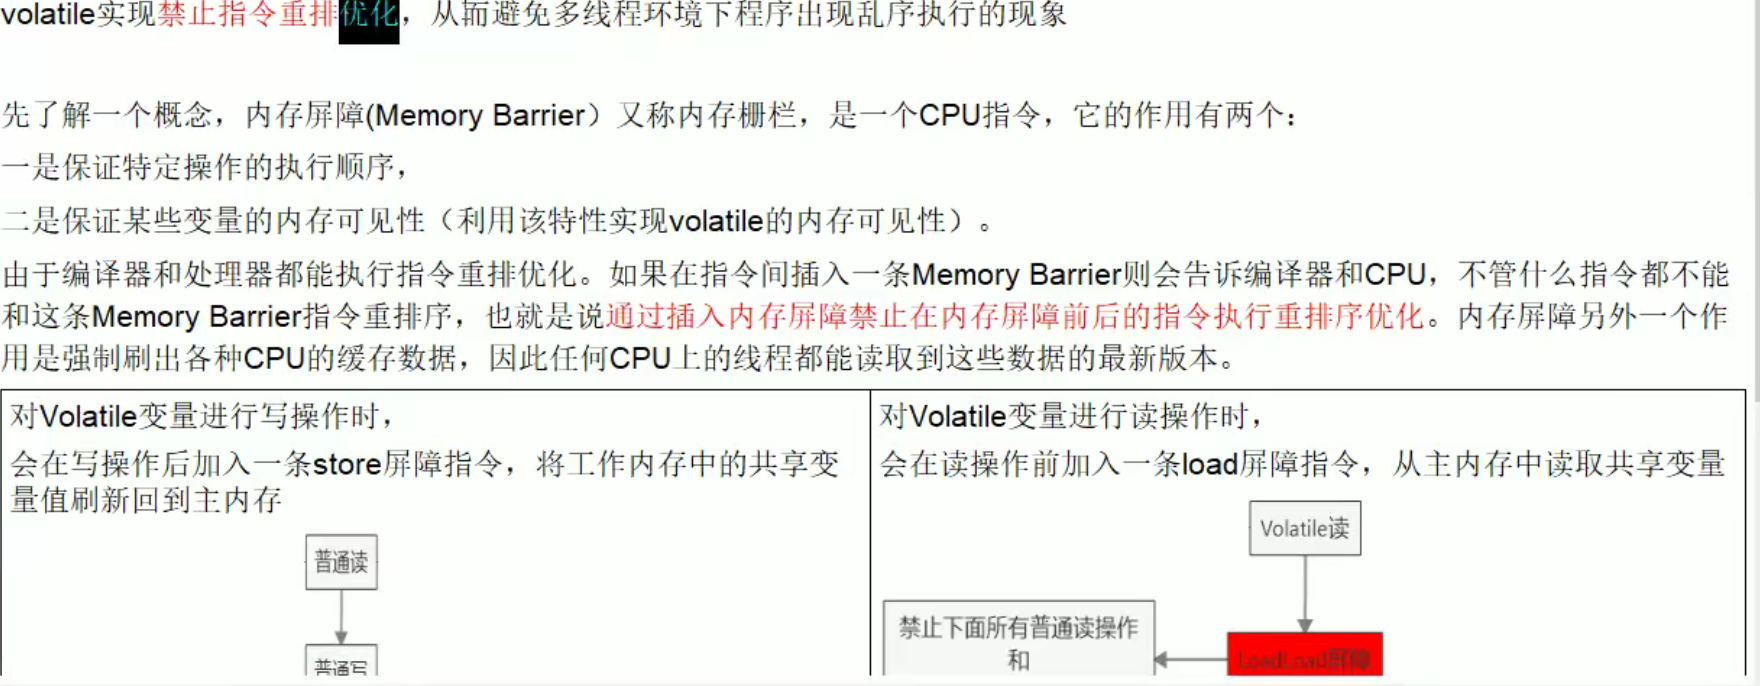 volatile实现禁止指令重排优化，从而避免多线程环境下程序出现乱序执行的现象
先了解一个概念，内存屏障(Memory Barrier）又称内存栅栏，是一个CPU指令，它的作用有两个：
一是保证特定操作的执行顺序，
二是保证某些变量的内存可见性（利用该特性实现volatile的内存可见性）。
由于编译器和处理器都能执行指令重排优化。如果在指令间插入一条Memory Barrier则会告诉编译器和CPU，不管什么指令都不能
和这条Memory Barrier指令重排序，也就是说通过插入内存屏障禁止在内存屏障前后的指令执行重排序优化。内存屏障另外一个作
用是强制刷出各种CPU的缓存数据，因此任何CPU上的线程都能读取到这些数据的最新版本。
对Volatile变量进行写操作时，
会在写操作后加入一条store屏障指令，将工作内存中的共享变
量值刷新回到主内存
普通读
普通写
对Volatile变量进行读操作时，
会在读操作前加入一条load屏障指令，从主内存中读取共享变量
Volatile读
禁止下面所有普通读操作
和
LoadLoad屏障